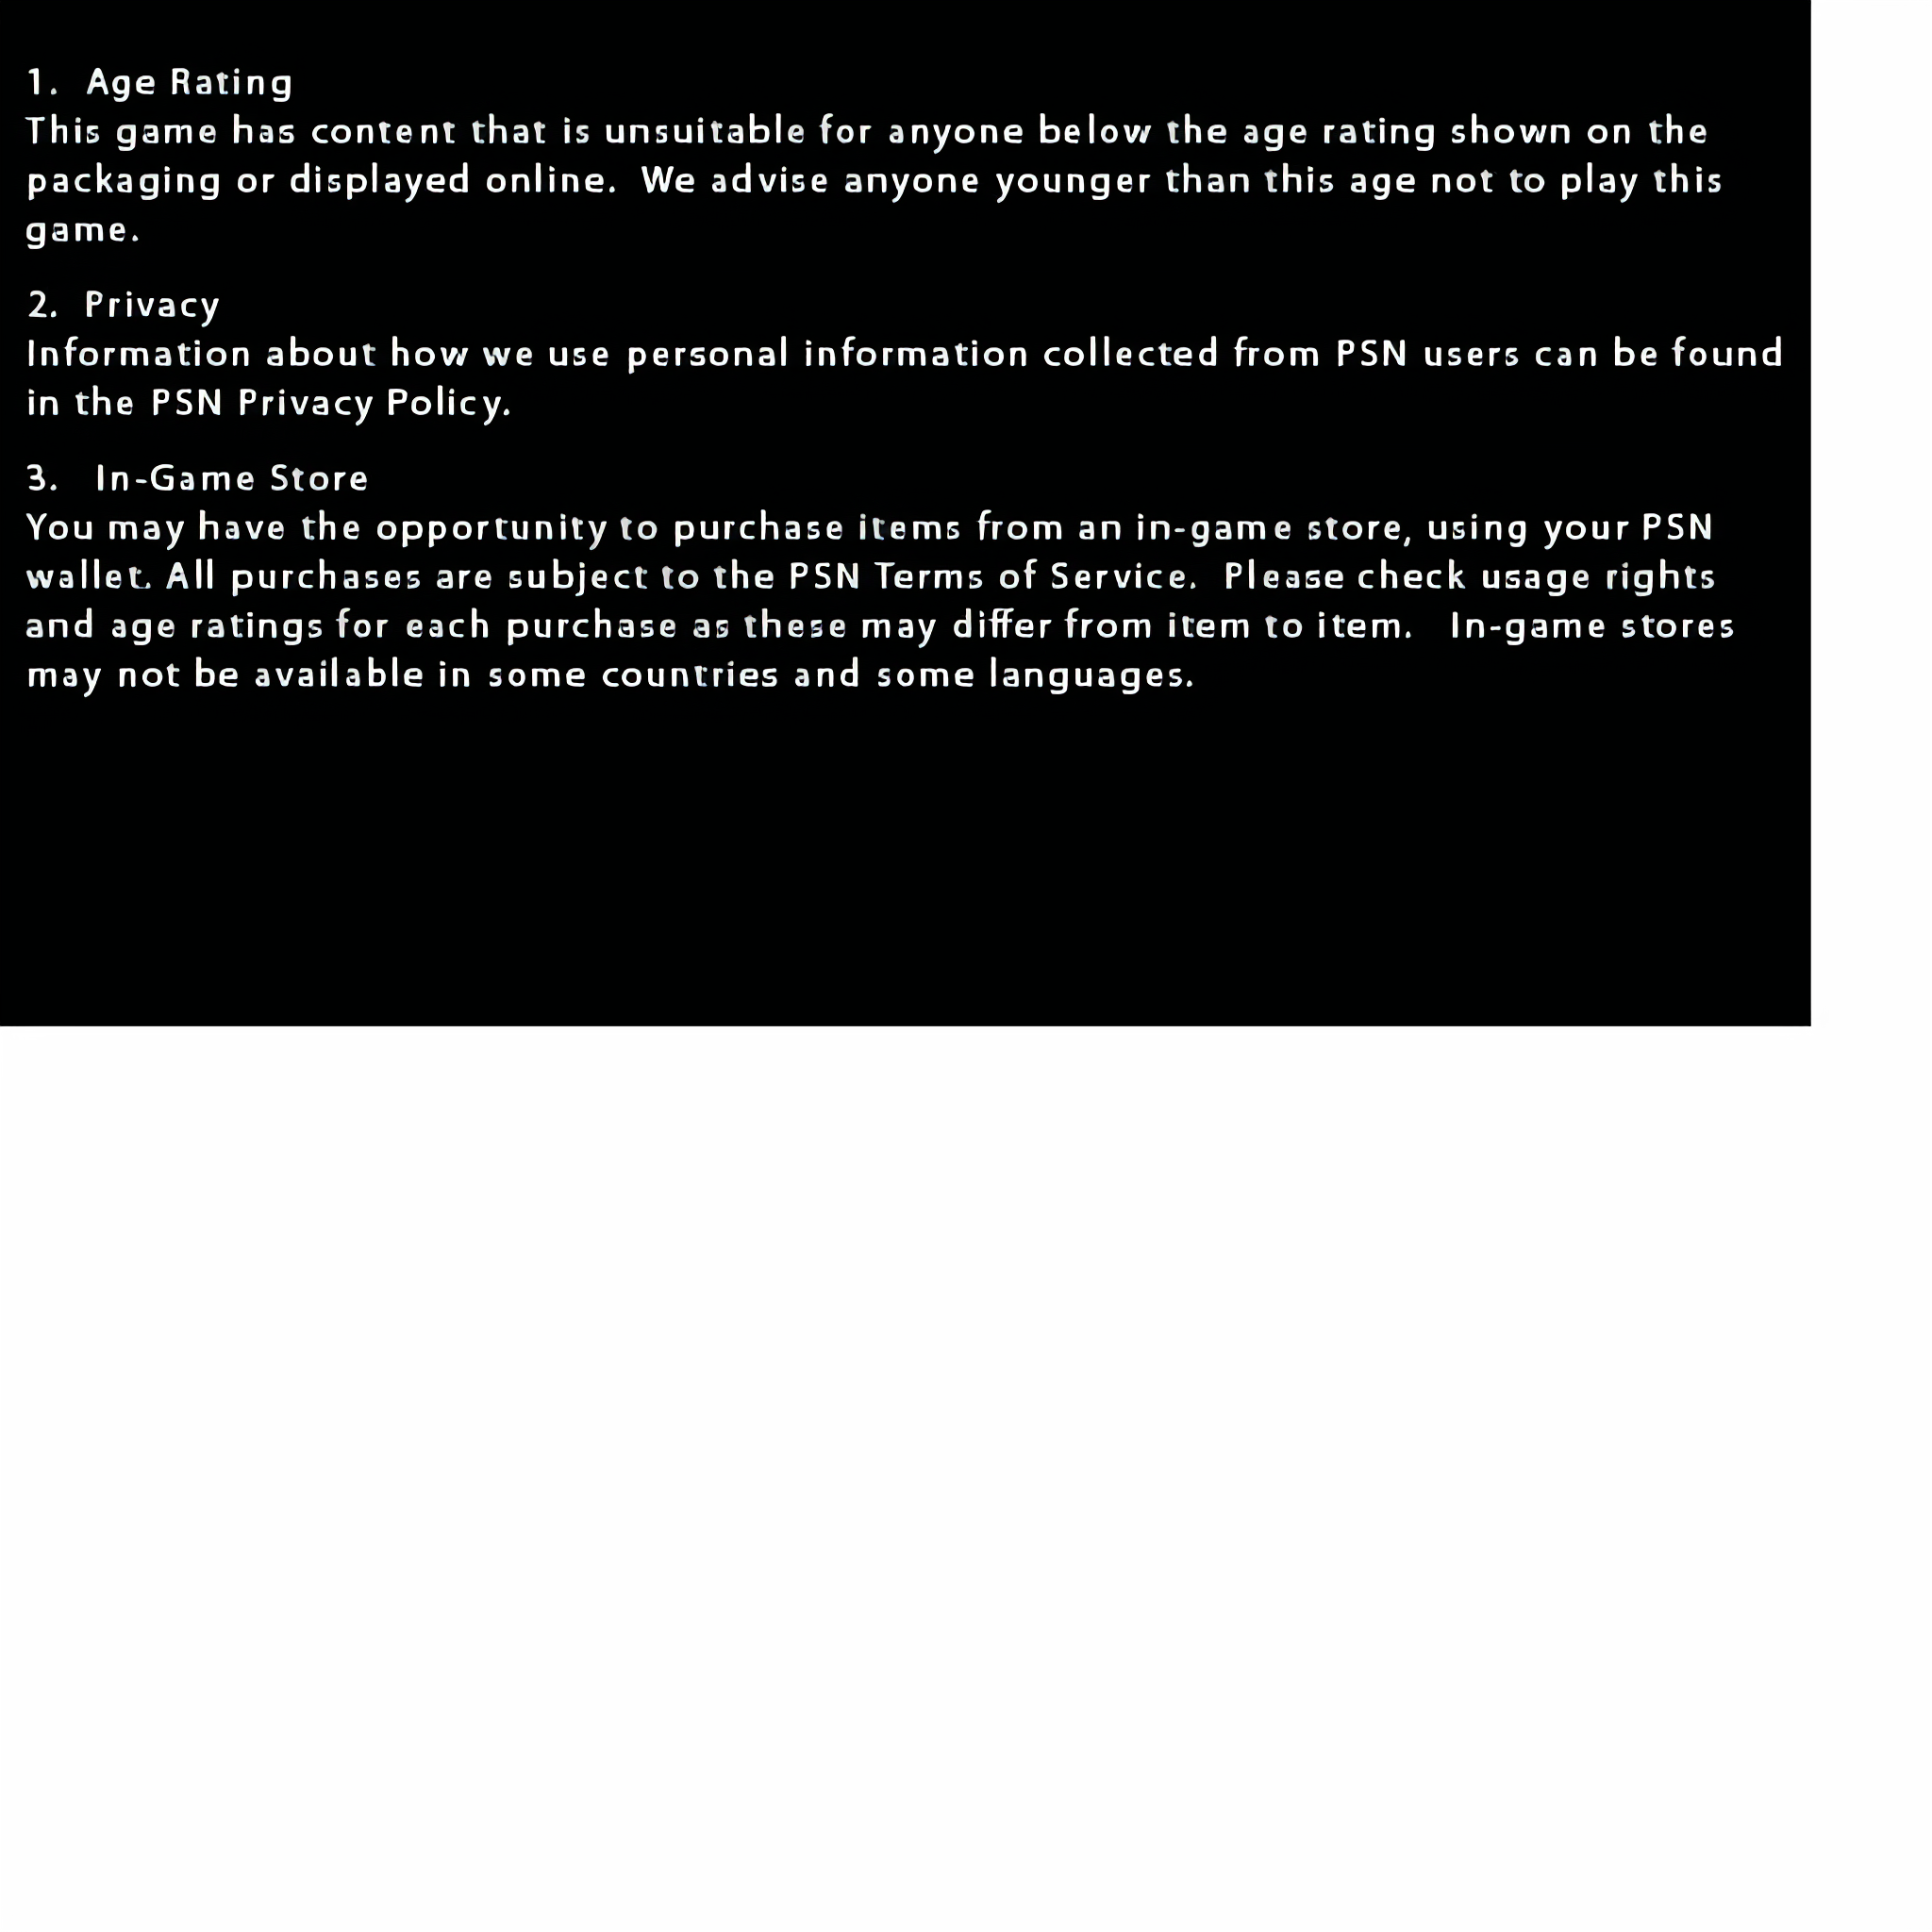 1. Age Rating
This game has content that is unsuitable for anyone below the age rating shown on the
packaging or displayed online. We advise anyone younger than this age not to play this
game.
2. Privacy
Information about how we use personal information collected from PSN users can be found
in the PSN Privacy Policy.
3. In-Game Store
You may have the opportunity to purchase items from an in-game store, using your PSN
wallet. All purchases are subject to the PSN Terms of Service. Please check usage rights
and age ratings for each purchase as these may differ from item to item. In-game stores
may not be available in some countries and some languages.